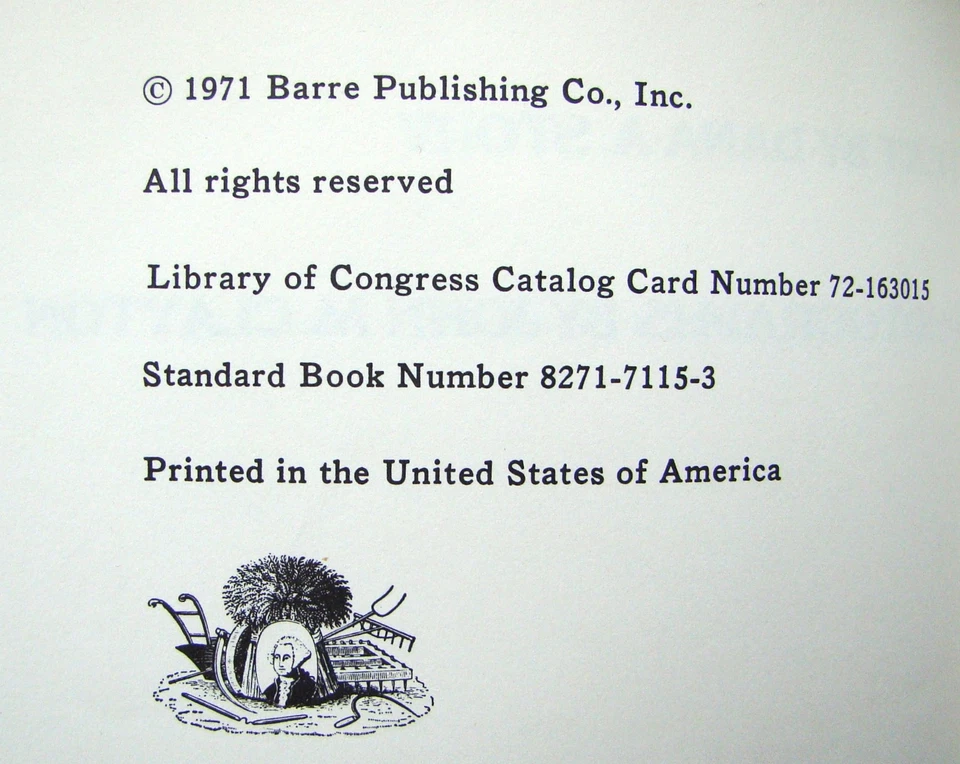 © 1971 Barre Publishing Co., Inc.
All rights reserved
Library of Congress Catalog Card Number 72-163015
Standard Book Number 8271-7115-3
Printed in the United States of America